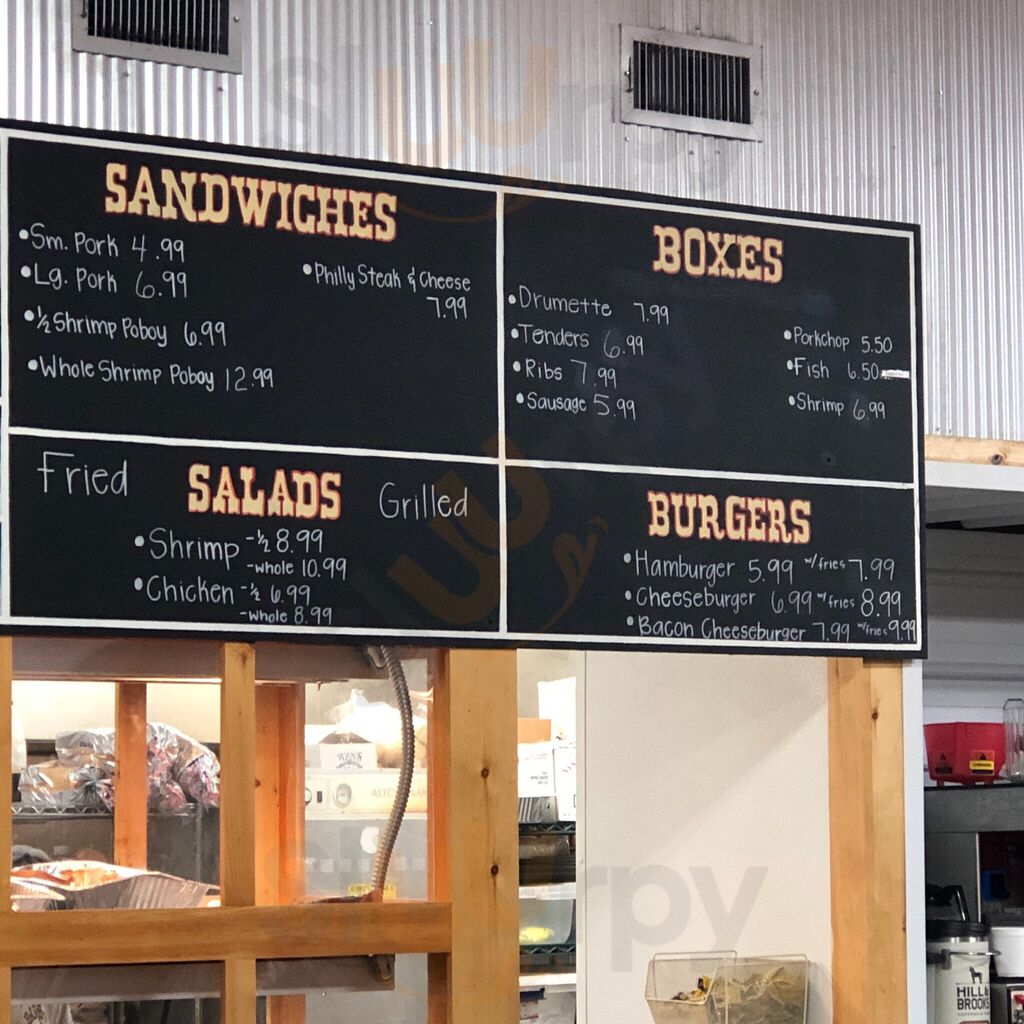 SANDWICHES
•Sm. Pork 4.99
•Lg. Pork 6.99
•½ Shrimp Poboy 6.99
•Whole Shrimp Poboy 12.99
•Philly Steak & Cheese
7.99
BOXES
•Drumette 7.99
•Tenders 6.99
•Ribs 7.99
•Sausage 5.99
•Porkchop 5.50
•Fish 6.50
•Shrimp 6.99
Fried SALADS Grilled
•Shrimp -½ 8.99
-whole 10.99
•Chicken -½ 6.99
-whole 8.99
BURGERS
•Hamburger 5.99 w/fries 7.99
•Cheeseburger 6.99 w/fries 8.99
•Bacon Cheeseburger 7.99 w/fries 9.99
KEN'S
HILL &
BROOKS
slurpy